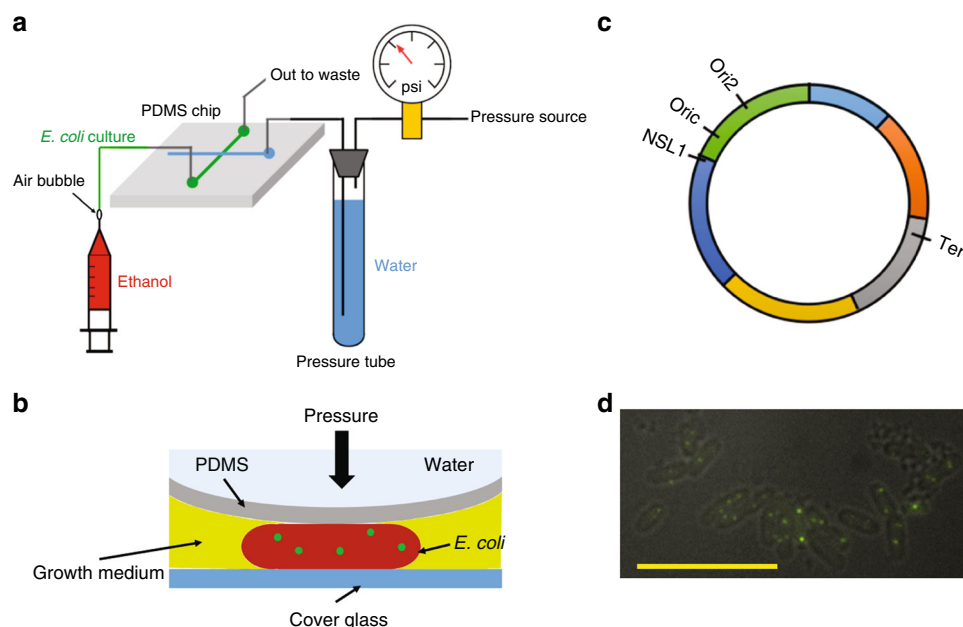 a
Out to waste
PDMS chip
psi
Pressure source
E. coli culture
Air bubble
Ethanol
Water
Pressure tube
b
Pressure
PDMS
Water
E. coli
Growth medium
Cover glass
c
Ori2
Oric
NSL1
Ter
d